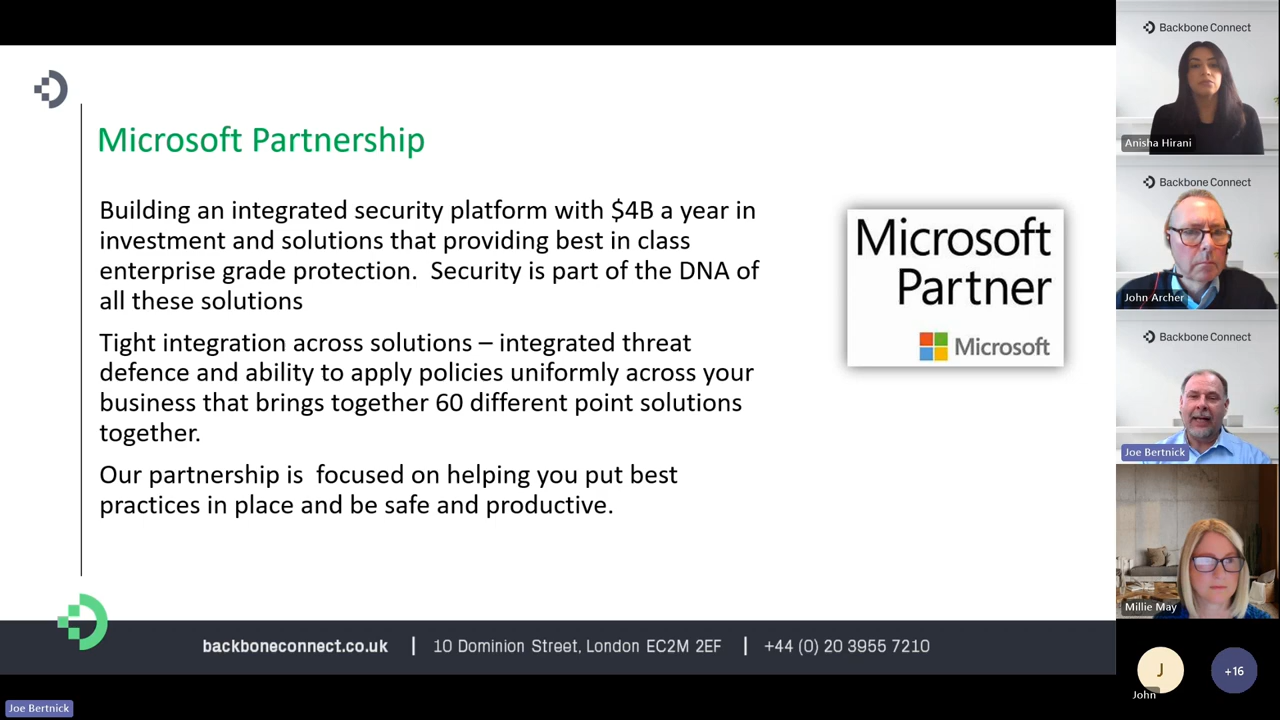 Microsoft Partnership
Building an integrated security platform with $4B a year in
investment and solutions that providing best in class
enterprise grade protection.  Security is part of the DNA of
all these solutions
Tight integration across solutions – integrated threat
defence and ability to apply policies uniformly across your
business that brings together 60 different point solutions
together.
Our partnership is  focused on helping you put best
practices in place and be safe and productive.
Microsoft
Partner
Microsoft
backboneconnect.co.uk | 10 Dominion Street, London EC2M 2EF | +44 (0) 20 3955 7210
Joe Bertnick
Backbone Connect
Anisha Hirani
Backbone Connect
John Archer
Backbone Connect
Joe Bertnick
Millie May
J
John
+16